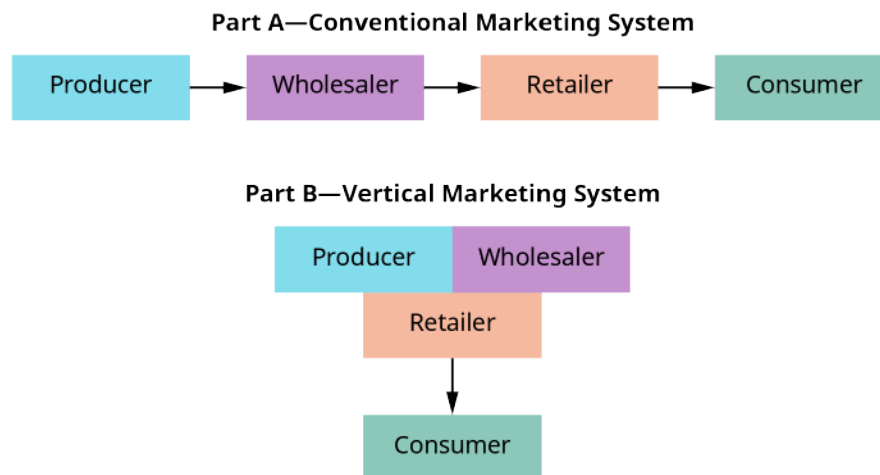 Part A—Conventional Marketing System
Producer Wholesaler Retailer Consumer
Part B—Vertical Marketing System
Producer Wholesaler
Retailer
Consumer